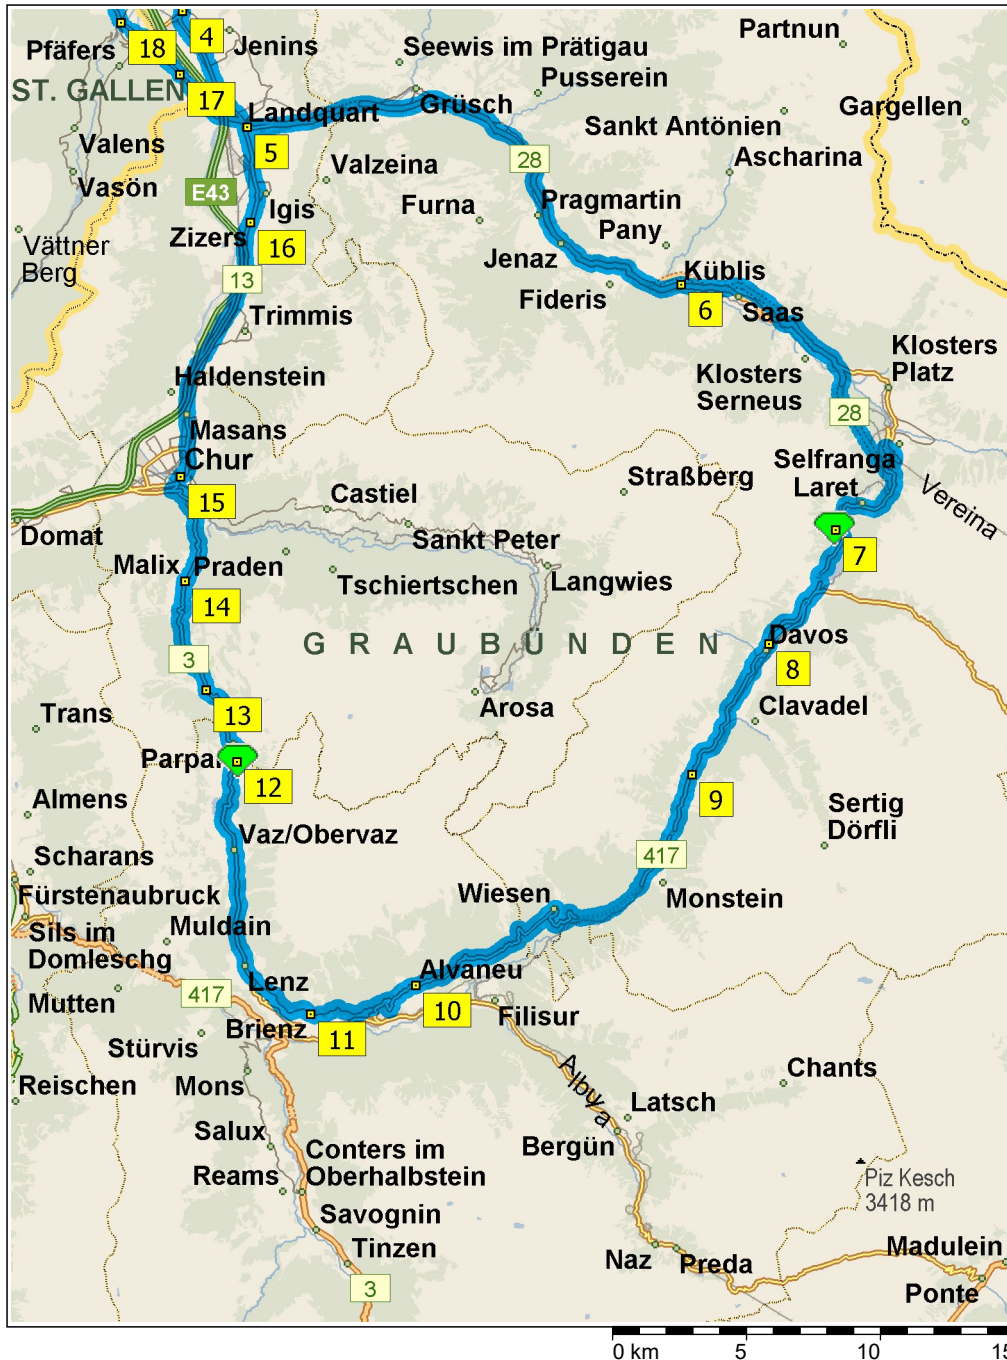 4
Jenins
Partnun
Pfäfers
18
Seewis im Prätigau
Pusserein
ST. GALLEN
17
Landquart
Grüsch
Gargellen
Sankt Antönien
Valens
5
28
Ascharina
Valzeina
Vasön
E43
Igis
Furna
Pragmartin
Zizers
16
Pany
Vättner
Berg
Jenaz
13
Küblis
Fideris
6
Saas
Trimmis
Klosters
Platz
Haldenstein
Klosters
Serneus
28
Masans
Chur
Selfranga
Straßberg
Laret
Vereina
15
Castiel
Domat
Sankt Peter
7
Malix
Praden
Tschiertschen
Langwies
14
GRAUBÜNDEN
Davos
8
3
Arosa
Clavadel
Trans
13
Parpa
12
9
Almens
Sertig
Dörfli
Vaz/Obervaz
417
Scharans
Fürstenaubruck
Wiesen
Monstein
Sils im
Domleschg
Muldain
Alvaneu
Lenz
417
Mutten
10
Filisur
Brienz
11
Stürvis
Albula
Chants
Reischen
Mons
Latsch
Salux
Bergün
Conters im
Oberhalbstein
Reams
Piz Kesch
3418 m
Savognin
Tinzen
Naz
Preda
Madulein
3
Ponte
0 km
5
10